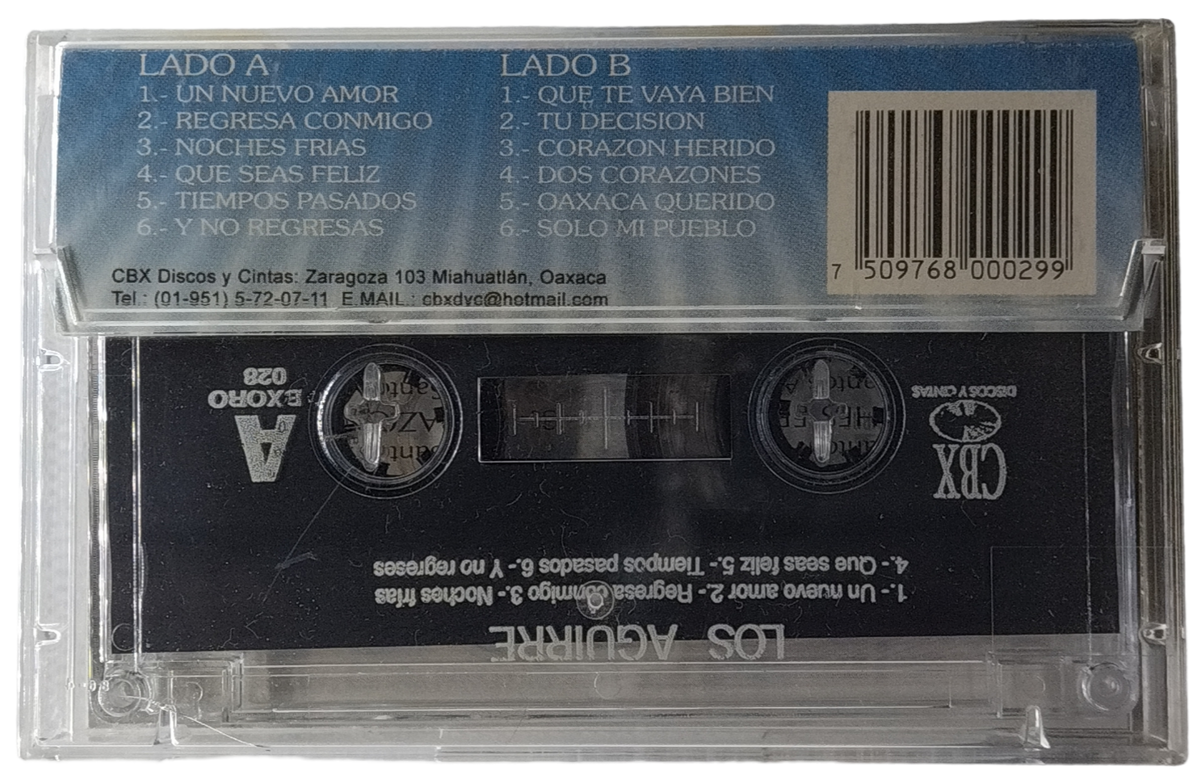 LADO A
1.- UN NUEVO AMOR
2.- REGRESA CONMIGO
3.- NOCHES FRIAS
4.- QUE SEAS FELIZ
5.- TIEMPOS PASADOS
6.- Y NO REGRESAS
LADO B
1.- QUE TE VAYA BIEN
2.- TU DECISION
3.- CORAZON HERIDO
4.- DOS CORAZONES
5.- OAXACA QUERIDO
6.- SOLO MI PUEBLO
7 509768 000299
CBX Discos y Cintas: Zaragoza 103 Miahuatlán, Oaxaca
Tel : (01-951) 5-72-07-11 E.MAIL.: cbxdyc@hotmail.com
LOS AGUIRRE
1.- Un nuevo amor 2.- Regresa conmigo 3.- Noches frías
4.- Que seas feliz 5.- Tiempos pasados 6.- Y no regreses
CBX
DISCOS Y CINTAS
A
EXORO
028